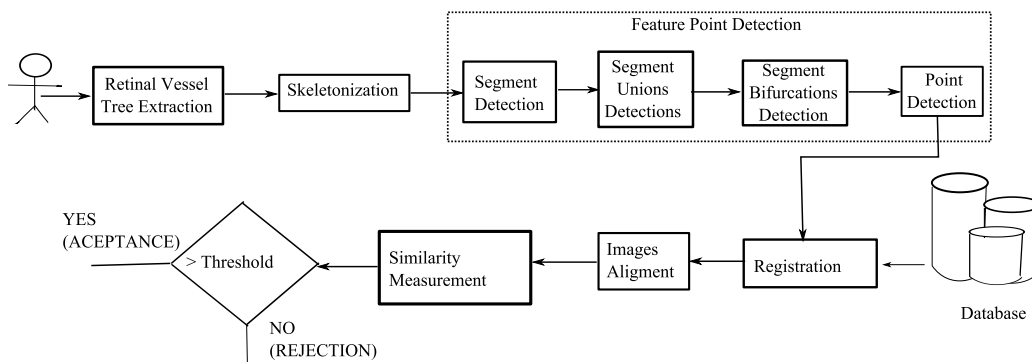 Feature Point Detection
Retinal Vessel
Tree Extraction
Skeletonization
Segment
Detection
Segment
Unions
Detections
Segment
Bifurcations
Detection
Point
Detection
YES
(ACEPTANCE)
> Threshold
NO
(REJECTION)
Similarity
Measurement
Images
Aligment
Registration
Database